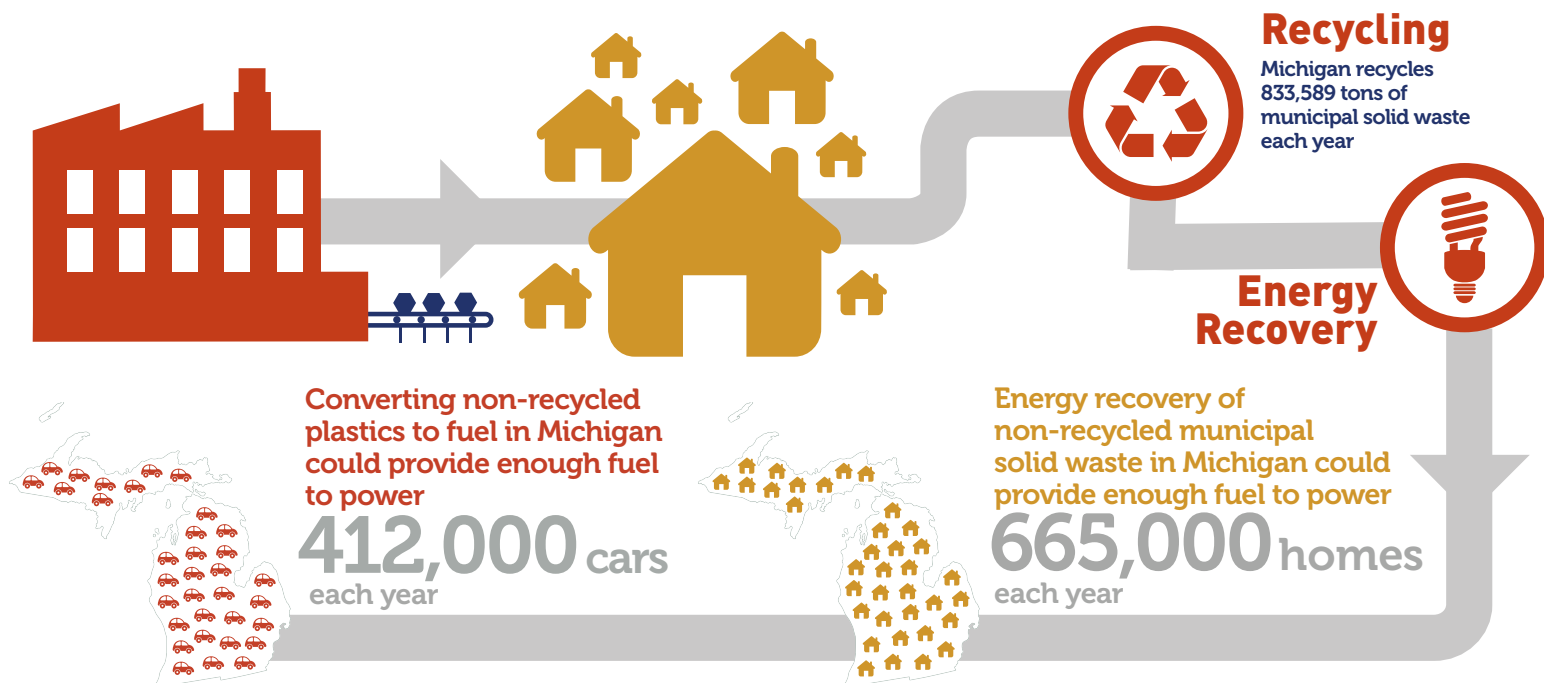 Recycling
Michigan recycles
833,589 tons of
municipal solid waste
each year
Energy
Recovery
Converting non-recycled
plastics to fuel in Michigan
could provide enough fuel
to power
412,000 cars
each year
Energy recovery of
non-recycled municipal
solid waste in Michigan could
provide enough fuel to power
665,000 homes
each year